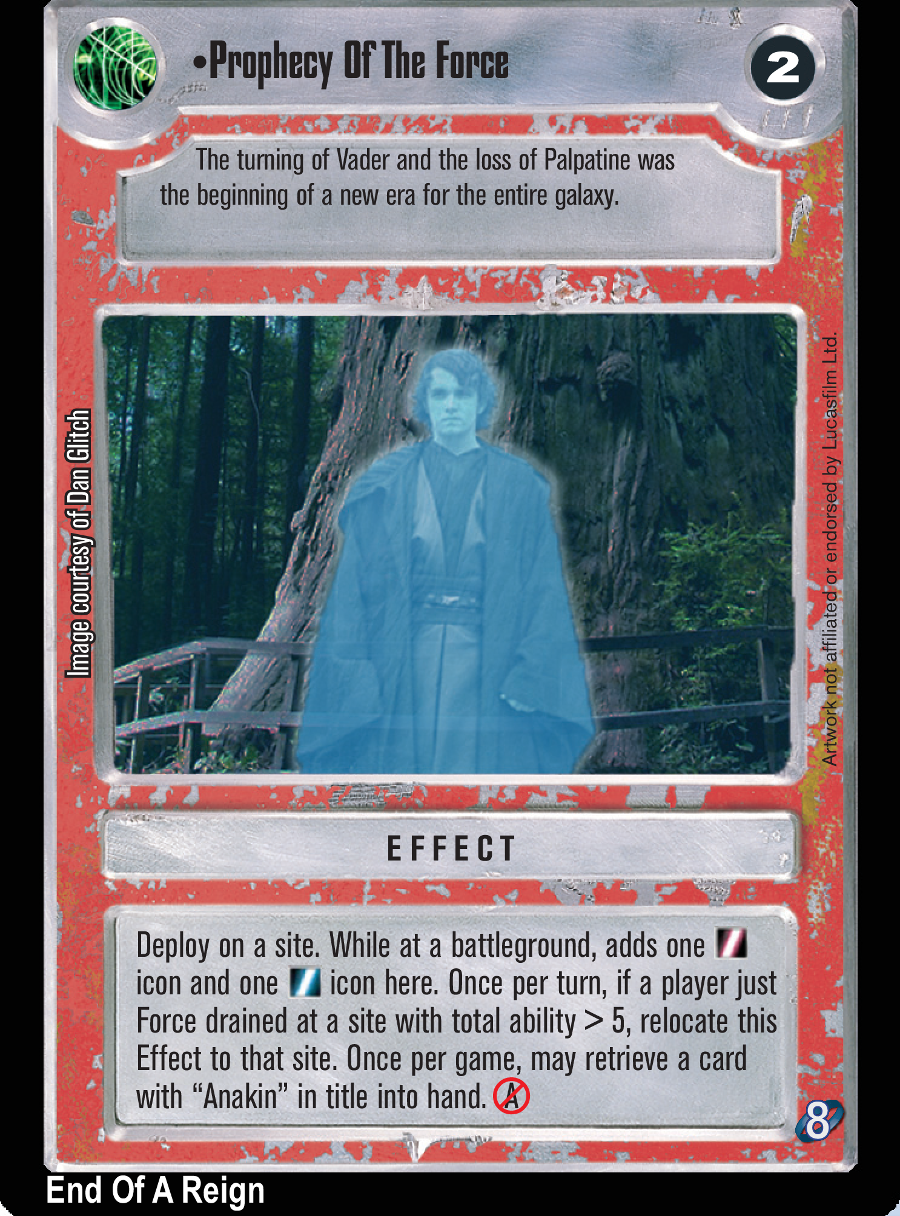 •Prophecy Of The Force
2
The turning of Vader and the loss of Palpatine was
the beginning of a new era for the entire galaxy.
Image courtesy of Dan Glitch
Artwork not affiliated or endorsed by Lucasfilm Ltd.
EFFECT
Deploy on a site. While at a battleground, adds one
icon and one icon here. Once per turn, if a player just
Force drained at a site with total ability > 5, relocate this
Effect to that site. Once per game, may retrieve a card
with “Anakin” in title into hand. A
8
End Of A Reign